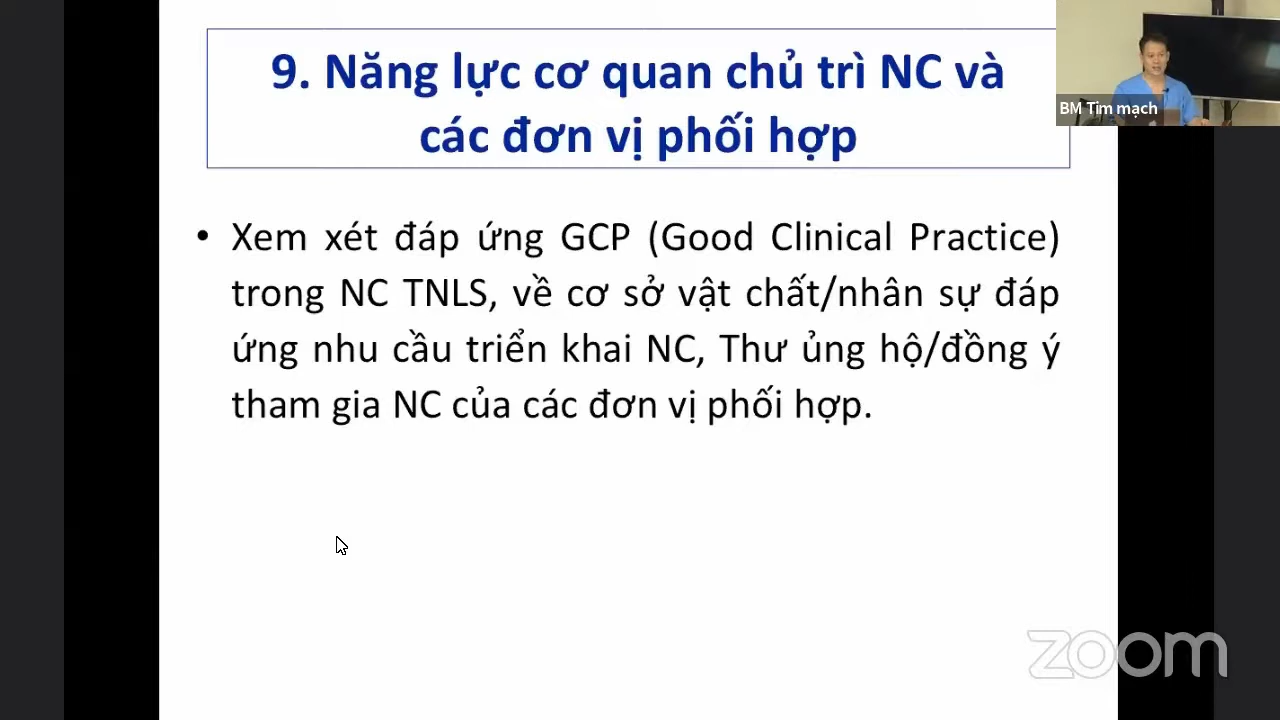 9. Năng lực cơ quan chủ trì NC và
các đơn vị phối hợp
BM Tim mạch
• Xem xét đáp ứng GCP (Good Clinical Practice)
trong NC TNLS, về cơ sở vật chất/nhân sự đáp
ứng nhu cầu triển khai NC, Thư ủng hộ/đồng ý
tham gia NC của các đơn vị phối hợp.
zoom